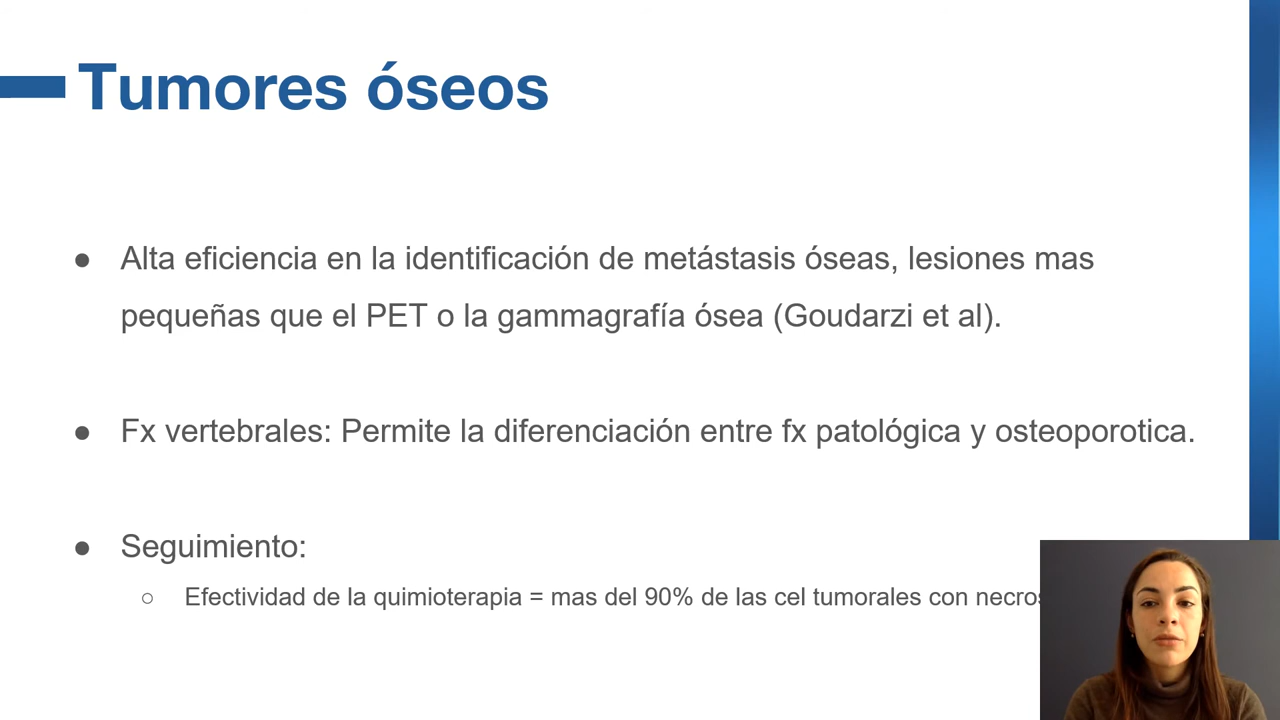 Tumores óseos
● Alta eficiencia en la identificación de metástasis óseas, lesiones mas
pequeñas que el PET o la gammagrafía ósea (Goudarzi et al).
● Fx vertebrales: Permite la diferenciación entre fx patológica y osteoporotica.
● Seguimiento:
○ Efectividad de la quimioterapia = mas del 90% de las cel tumorales con